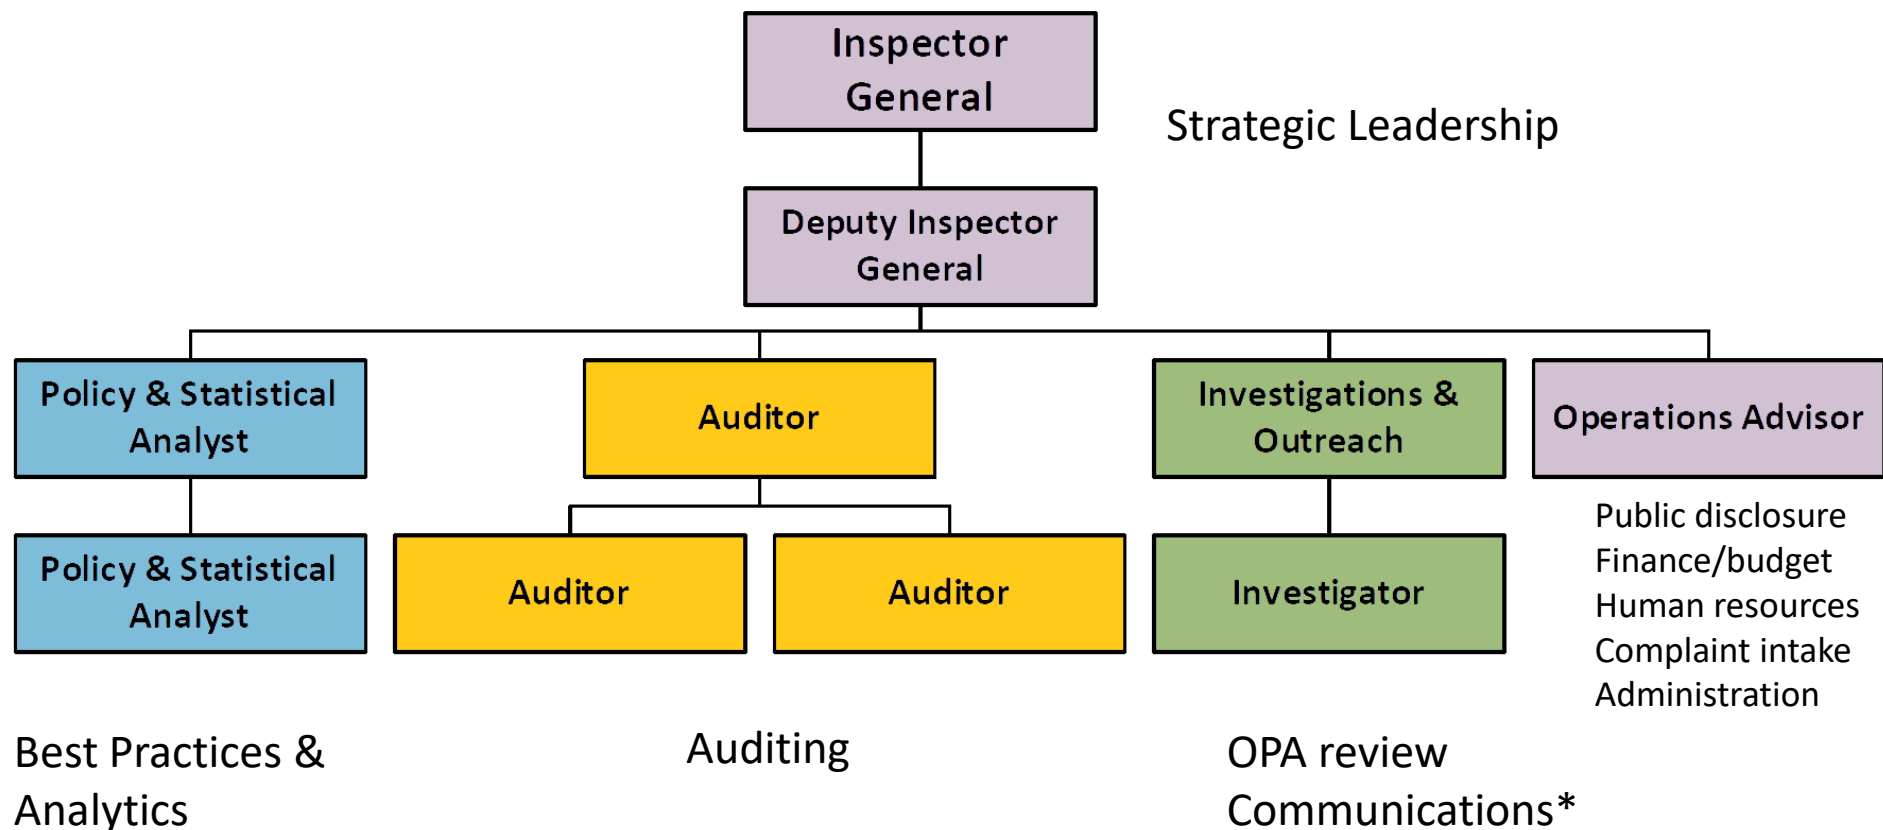 Inspector
General
Strategic Leadership
Deputy Inspector
General
Policy & Statistical
Analyst
Auditor
Investigations &
Outreach
Operations Advisor
Policy & Statistical
Analyst
Auditor
Auditor
Investigator
Public disclosure
Finance/budget
Human resources
Complaint intake
Administration
Best Practices &
Analytics
Auditing
OPA review
Communications*